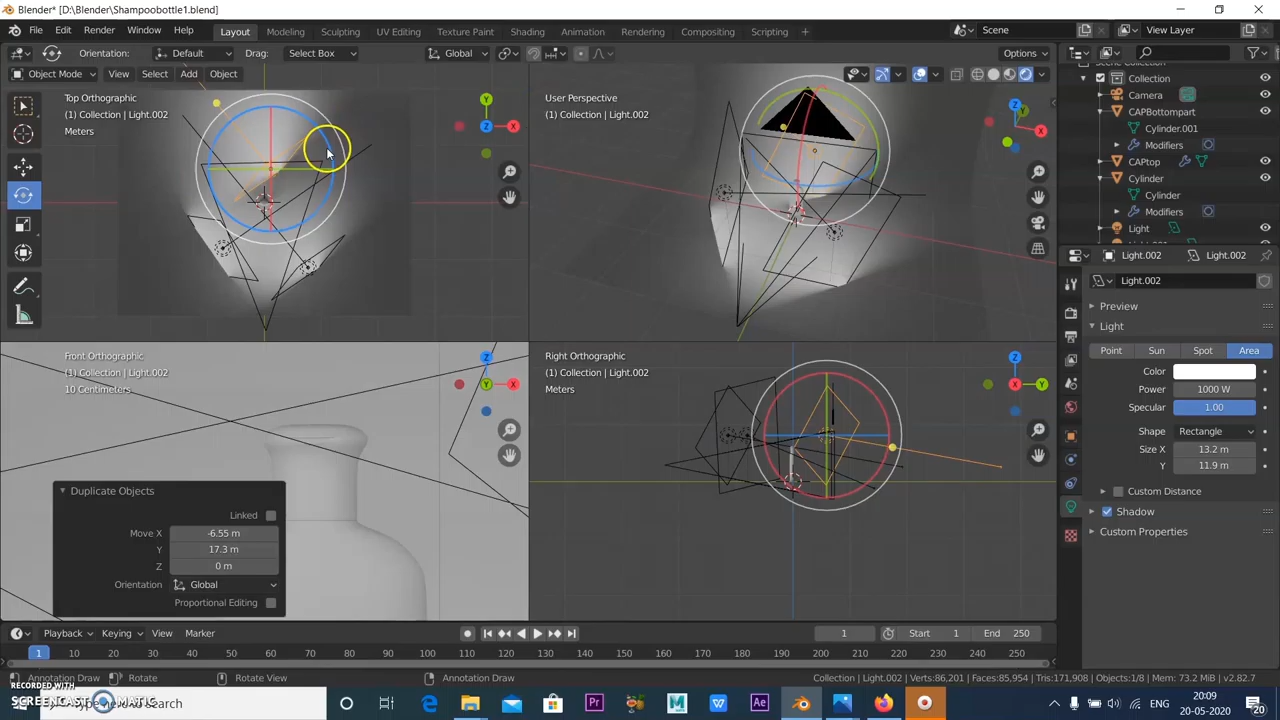 Blender* [D:\Blender\Shampoobottle1.blend]
File Edit Render Window Help Layout Modeling Sculpting UV Editing Texture Paint Shading Animation Rendering Compositing Scripting + Scene View Layer
Orientation: Default Drag: Select Box Global Options
Object Mode View Select Add Object
Top Orthographic
(1) Collection | Light.002
Meters
User Perspective
(1) Collection | Light.002
Front Orthographic
(1) Collection | Light.002
10 Centimeters
Right Orthographic
(1) Collection | Light.002
Meters
Duplicate Objects
Linked
Move X -6.55 m
Y 17.3 m
Z 0 m
Orientation Global
Proportional Editing
Collection
Camera
CAPBottompart
Cylinder.001
Modifiers
CAPtop
Cylinder
Cylinder
Modifiers
Light
Light.002 Light.002
Light.002
Preview
Light
Point Sun Spot Area
Color
Power 1000 W
Specular 1.00
Shape Rectangle
Size X 13.2 m
Y 11.9 m
Custom Distance
Shadow
Custom Properties
Playback Keying View Marker 1 Start 1 End 250
1 10 20 30 40 50 60 70 80 90 100 110 120 130 140 150 160 170 180 190 200 210 220 230 240 250
Annotation Draw Rotate Rotate View Annotation Draw Collection | Light.002 | Verts:86,221 | Faces:85,954 | Tris:171,908 | Objects:1/8 | Mem: 73.2 MiB | v2.82.7
RECORDED WITH
SCREENCAST MATIC
here to search
ENG
20:09
20-05-2020
20